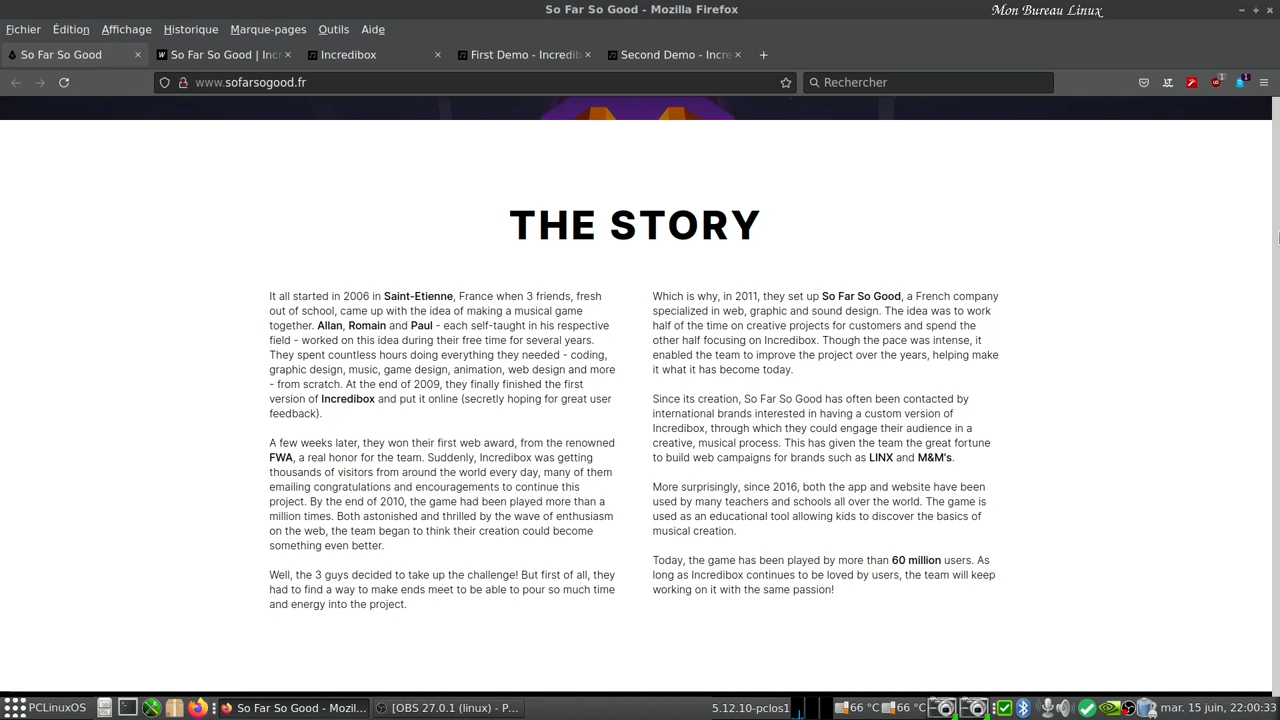 So Far So Good - Mozilla Firefox
Mon Bureau Linux
Fichier Édition Affichage Historique Marque-pages Outils Aide
So Far So Good
So Far So Good | Incr
Incredibox
First Demo - Incredib
Second Demo - Incre
www.sofarsogood.fr
Rechercher
THE STORY
It all started in 2006 in Saint-Etienne, France when 3 friends, fresh
out of school, came up with the idea of making a musical game
together. Allan, Romain and Paul - each self-taught in his respective
field - worked on this idea during their free time for several years.
They spent countless hours doing everything they needed - coding,
graphic design, music, game design, animation, web design and more
- from scratch. At the end of 2009, they finally finished the first
version of Incredibox and put it online (secretly hoping for great user
feedback).
A few weeks later, they won their first web award, from the renowned
FWA, a real honor for the team. Suddenly, Incredibox was getting
thousands of visitors from around the world every day, many of them
emailing congratulations and encouragements to continue this
project. By the end of 2010, the game had been played more than a
million times. Both astonished and thrilled by the wave of enthusiasm
on the web, the team began to think their creation could become
something even better.
Well, the 3 guys decided to take up the challenge! But first of all, they
had to find a way to make ends meet to be able to pour so much time
and energy into the project.
Which is why, in 2011, they set up So Far So Good, a French company
specialized in web, graphic and sound design. The idea was to work
half of the time on creative projects for customers and spend the
other half focusing on Incredibox. Though the pace was intense, it
enabled the team to improve the project over the years, helping make
it what it has become today.
Since its creation, So Far So Good has often been contacted by
international brands interested in having a custom version of
Incredibox, through which they could engage their audience in a
creative, musical process. This has given the team the great fortune
to build web campaigns for brands such as LINX and M&M's.
More surprisingly, since 2016, both the app and website have been
used by many teachers and schools all over the world. The game is
used as an educational tool allowing kids to discover the basics of
musical creation.
Today, the game has been played by more than 60 million users. As
long as Incredibox continues to be loved by users, the team will keep
working on it with the same passion!
PCLinuxOS
So Far So Good - Mozil...
[OBS 27.0.1 (linux) - P...
5.12.10-pclos1
66 °C
66 °C
mar. 15 juin, 22:00:33